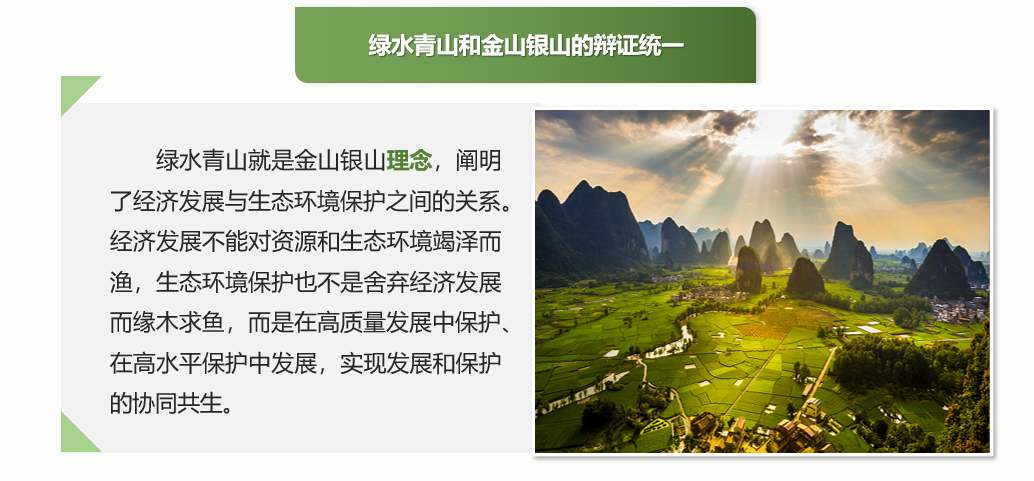 绿水青山和金山银山的辩证统一
绿水青山就是金山银山理念，阐明
了经济发展与生态环境保护之间的关系。
经济发展不能对资源和生态环境竭泽而
渔，生态环境保护也不是舍弃经济发展
而缘木求鱼，而是在高质量发展中保护、
在高水平保护中发展，实现发展和保护
的协同共生。